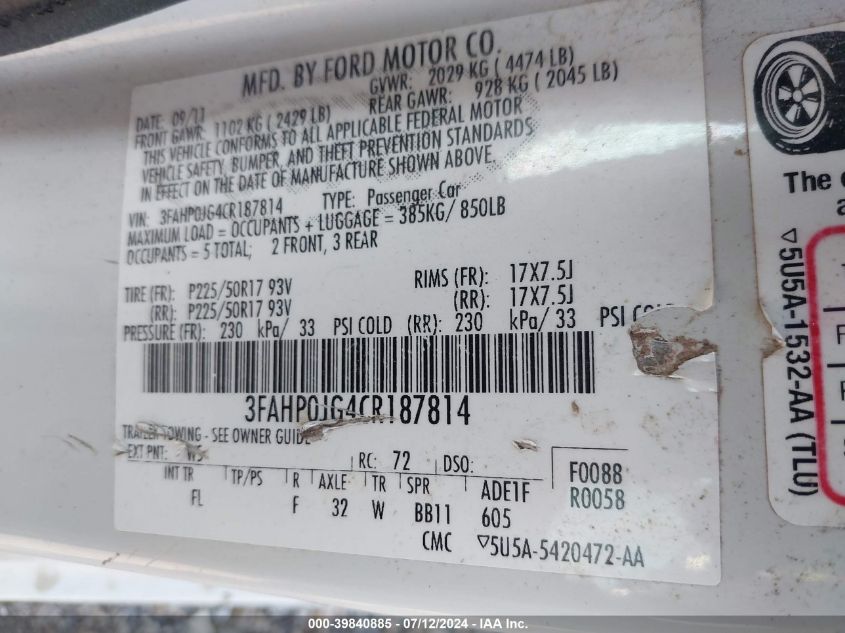 MFD. BY FORD MOTOR CO.
DATE: 09/11 GVWR: 2029 KG ( 4474 LB)
FRONT GAWR: 1102 KG ( 2429 LB) REAR GAWR: 928 KG ( 2045 LB)
THIS VEHICLE CONFORMS TO ALL APPLICABLE FEDERAL MOTOR
VEHICLE SAFETY, BUMPER, AND THEFT PREVENTION STANDARDS
IN EFFECT ON THE DATE OF MANUFACTURE SHOWN ABOVE.
VIN: 3FAHP0JG4CR187814 TYPE: Passenger Car
MAXIMUM LOAD = OCCUPANTS + LUGGAGE = 385KG/ 850LB
OCCUPANTS = 5 TOTAL; 2 FRONT, 3 REAR
TIRE (FR): P225/50R17 93V RIMS (FR): 17X7.5J
(RR): P225/50R17 93V (RR): 17X7.5J
PRESSURE (FR): 230 kPa/ 33 PSI COLD (RR): 230 kPa/ 33 PSI COLD
3FAHP0JG4CR187814
TRAILER TOWING - SEE OWNER GUIDE
EXT PNT: WS RC: 72 DSO:
INT TR TP/PS R AXLE TR SPR ADE1F F0088
FL F 32 W BB11 605 R0058
CMC ▽5U5A-5420472-AA
The
▽5U5A-1532-AA (TLU)
000-39840885 - 07/12/2024 - IAA Inc.